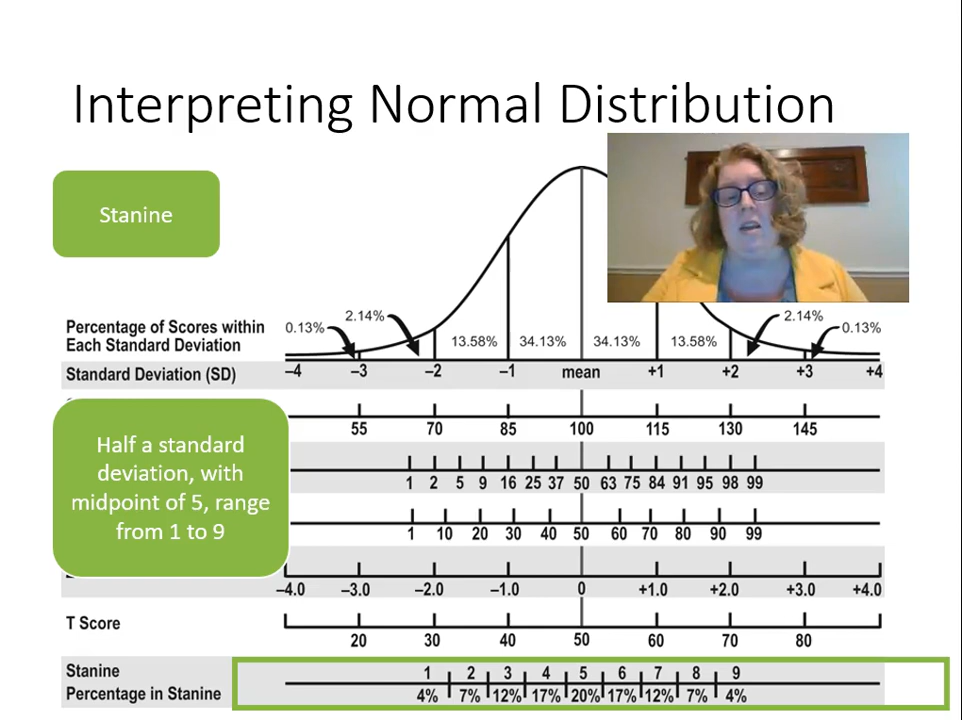 Interpreting Normal Distribution
Stanine
Percentage of Scores within
Each Standard Deviation
0.13% 2.14% 13.58% 34.13% 34.13% 13.58% 2.14% 0.13%
Standard Deviation (SD) –4 –3 –2 –1 mean +1 +2 +3 +4
55 70 85 100 115 130 145
Half a standard
deviation, with
midpoint of 5, range
from 1 to 9
1 2 5 9 16 25 37 50 63 75 84 91 95 98 99
1 10 20 30 40 50 60 70 80 90 99
–4.0 –3.0 –2.0 –1.0 0 +1.0 +2.0 +3.0 +4.0
T Score
20 30 40 50 60 70 80
Stanine 1 2 3 4 5 6 7 8 9
Percentage in Stanine 4% 7% 12% 17% 20% 17% 12% 7% 4%